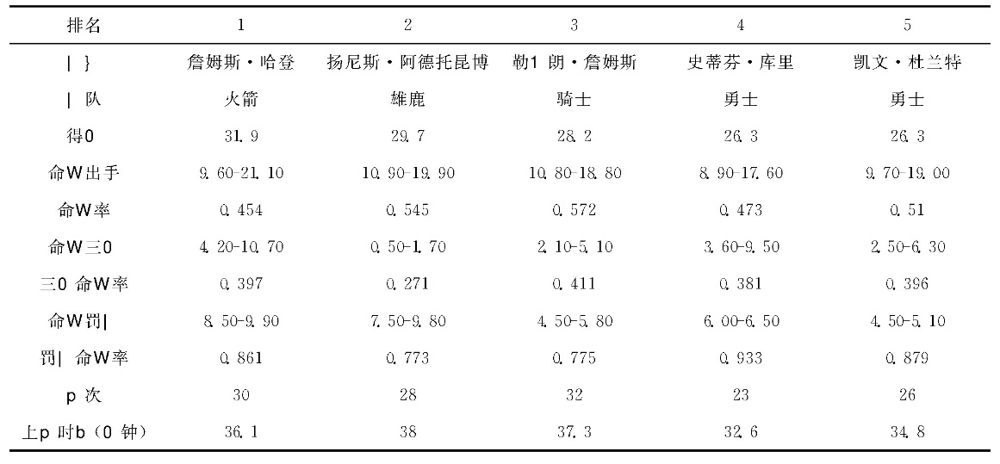 排名 1 2 3 4 5
| } 詹姆斯·哈登 扬尼斯·阿德托昆博 勒1 朗·詹姆斯 史蒂芬·库里 凯文·杜兰特
| 队 火箭 雄鹿 骑士 勇士 勇士
得0 31.9 29.7 28.2 26.3 26.3
命W出手 9.60-21.10 10.90-19.90 10.80-18.80 8.90-17.60 9.70-19.00
命W率 0.454 0.545 0.572 0.473 0.51
命W三0 4.20-10.70 0.50-1.70 2.10-5.10 3.60-9.50 2.50-6.30
三0 命W率 0.397 0.271 0.411 0.381 0.396
命W罚| 8.50-9.90 7.50-9.80 4.50-5.80 6.00-6.50 4.50-5.10
罚| 命W率 0.861 0.773 0.775 0.933 0.879
p 次 30 28 32 23 26
上p 时b（0 钟） 36.1 38 37.3 32.6 34.8